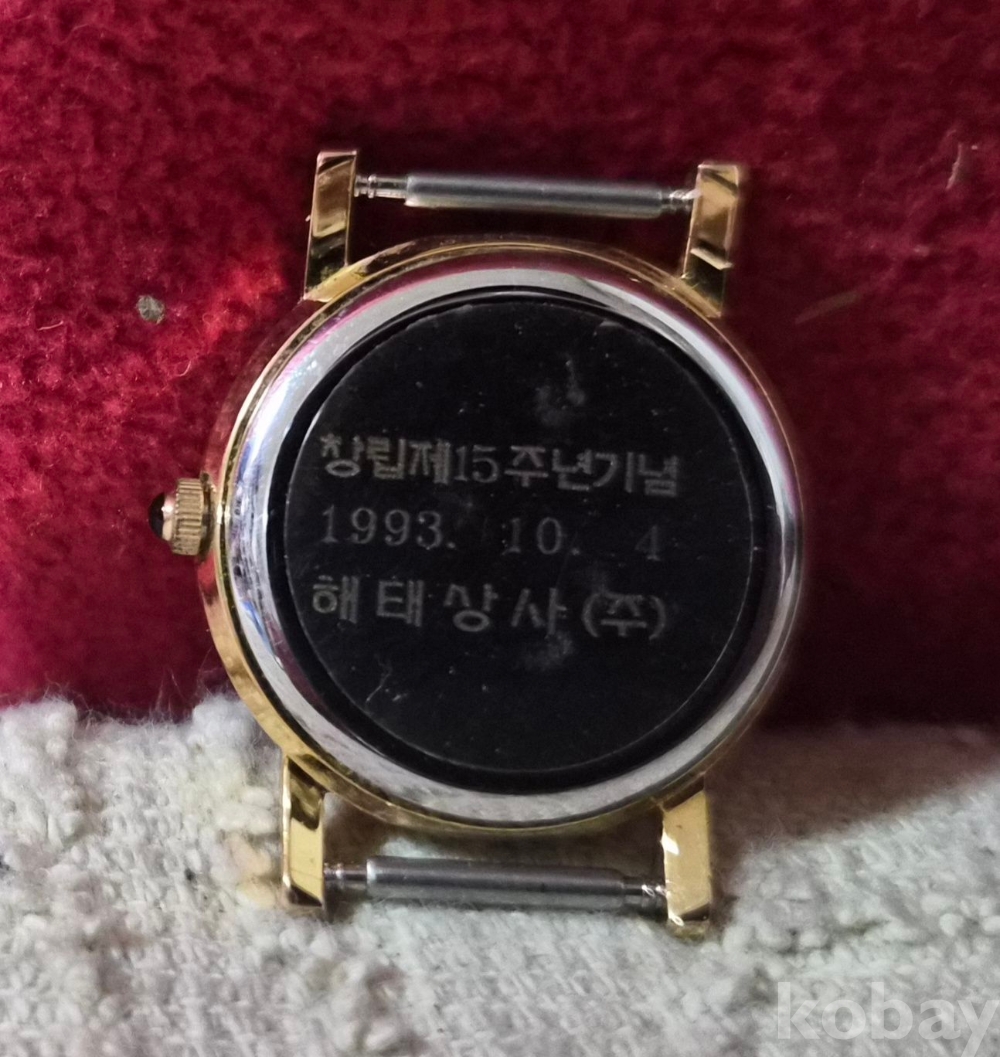 창립제15주년기념
1993. 10. 4
해태상사(주)
kobay